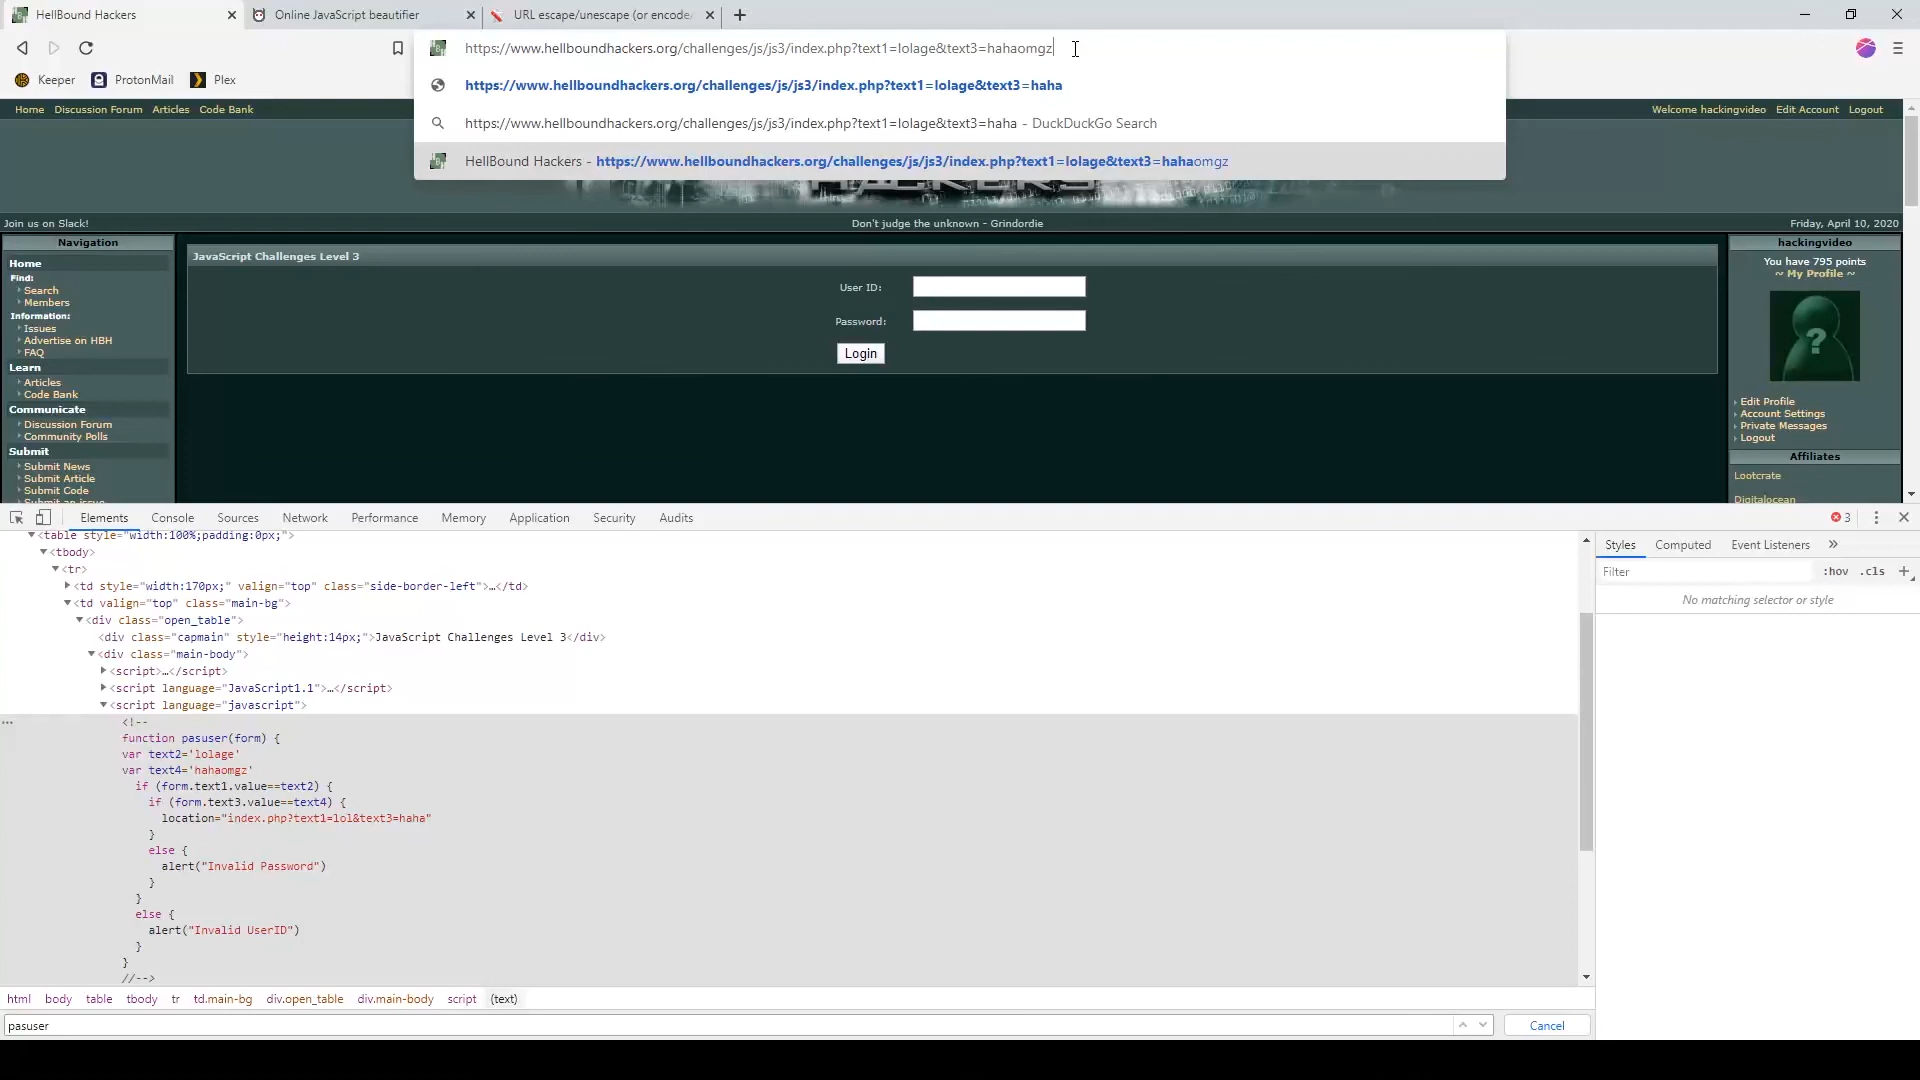 HellBound Hackers
Online JavaScript beautifier
URL escape/unescape (or encode/
https://www.hellboundhackers.org/challenges/js/js3/index.php?text1=lolage&text3=hahaomgz
Keeper
ProtonMail
Plex
https://www.hellboundhackers.org/challenges/js/js3/index.php?text1=lolage&text3=haha
https://www.hellboundhackers.org/challenges/js/js3/index.php?text1=lolage&text3=haha - DuckDuckGo Search
HellBound Hackers - https://www.hellboundhackers.org/challenges/js/js3/index.php?text1=lolage&text3=hahaomgz
Home Discussion Forum Articles Code Bank
Welcome hackingvideo Edit Account Logout
HACKERS
Join us on Slack!
Don't judge the unknown - Grindordie
Friday, April 10, 2020
Navigation
Home
Find:
Search
Members
Information:
Issues
Advertise on HBH
FAQ
Learn
Articles
Code Bank
Communicate
Discussion Forum
Community Polls
Submit
Submit News
Submit Article
Submit Code
Submit an issue
JavaScript Challenges Level 3
User ID:
Password:
Login
hackingvideo
You have 795 points
~ My Profile ~
?
Edit Profile
Account Settings
Private Messages
Logout
Affiliates
Lootcrate
Digitalocean
Elements Console Sources Network Performance Memory Application Security Audits
3
<table style="width:100%;padding:0px;">
<tbody>
<tr>
<td style="width:170px;" valign="top" class="side-border-left">…</td>
<td valign="top" class="main-bg">
<div class="open_table">
<div class="capmain" style="height:14px;">JavaScript Challenges Level 3</div>
<div class="main-body">
<script>…</script>
<script language="JavaScript1.1">…</script>
<script language="javascript">
<!--
function pasuser(form) {
var text2='lolage'
var text4='hahaomgz'
if (form.text1.value==text2) {
if (form.text3.value==text4) {
location="index.php?text1=lol&text3=haha"
}
else {
alert("Invalid Password")
}
}
else {
alert("Invalid UserID")
}
}
//-->
Styles Computed Event Listeners »
Filter
:hov .cls +
No matching selector or style
html body table tbody tr td.main-bg div.open_table div.main-body script (text)
pasuser
Cancel